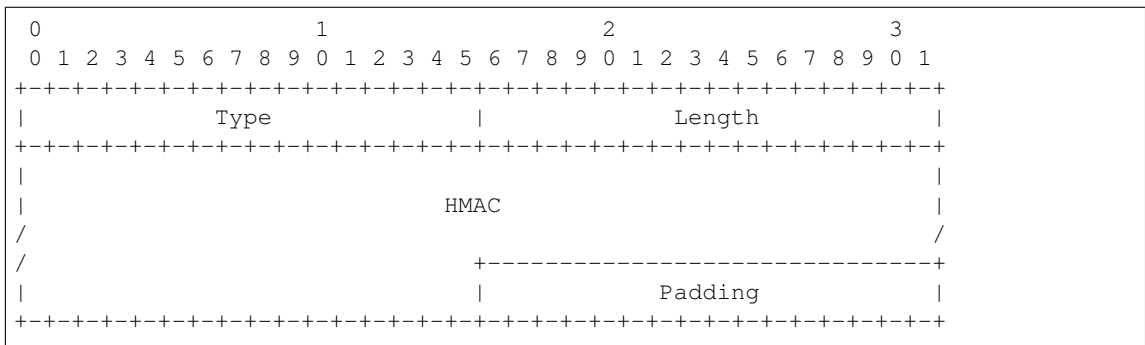 0                   1                   2                   3
 0 1 2 3 4 5 6 7 8 9 0 1 2 3 4 5 6 7 8 9 0 1 2 3 4 5 6 7 8 9 0 1
+-+-+-+-+-+-+-+-+-+-+-+-+-+-+-+-+-+-+-+-+-+-+-+-+-+-+-+-+-+-+-+-+
|             Type              |             Length            |
+-+-+-+-+-+-+-+-+-+-+-+-+-+-+-+-+-+-+-+-+-+-+-+-+-+-+-+-+-+-+-+-+
|                                                               |
|                             HMAC                              |
/                                                               /
/                               +-------------------------------+
|                               |            Padding            |
+-+-+-+-+-+-+-+-+-+-+-+-+-+-+-+-+-+-+-+-+-+-+-+-+-+-+-+-+-+-+-+-+